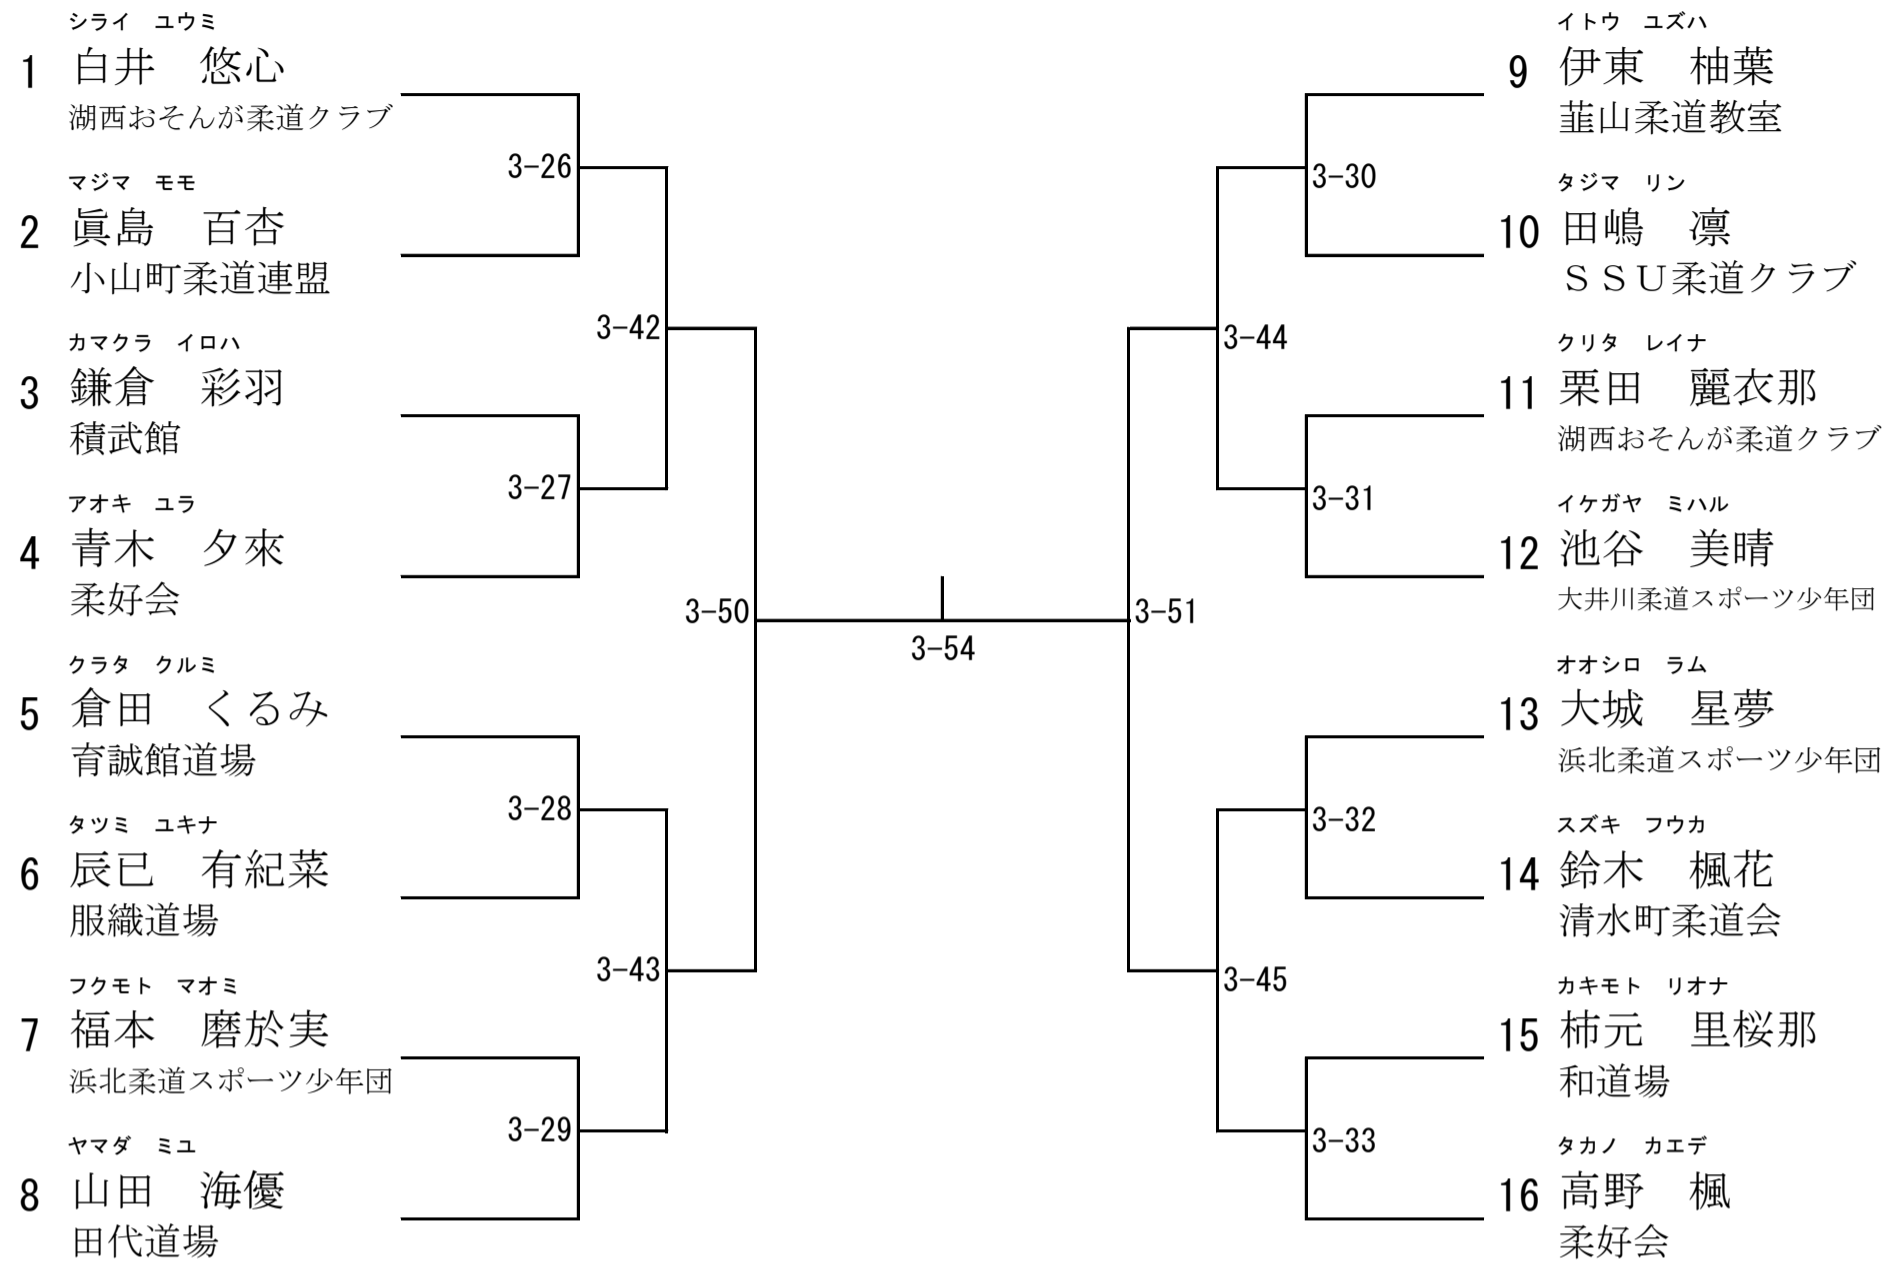 シライ　ユウミ
1 白井　悠心
湖西おそんが柔道クラブ
マジマ　モモ
2 眞島　百杏
小山町柔道連盟
カマクラ　イロハ
3 鎌倉　彩羽
積武館
アオキ　ユラ
4 青木　夕來
柔好会
クラタ　クルミ
5 倉田　くるみ
育誠館道場
タツミ　ユキナ
6 辰已　有紀菜
服織道場
フクモト　マオミ
7 福本　磨於実
浜北柔道スポーツ少年団
ヤマダ　ミユ
8 山田　海優
田代道場
3-26
3-27
3-28
3-29
3-42
3-43
3-50
3-54
3-51
3-44
3-45
3-30
3-31
3-32
3-33
イトウ　ユズハ
9 伊東　柚葉
韮山柔道教室
タジマ　リン
10 田嶋　凛
ＳＳＵ柔道クラブ
クリタ　レイナ
11 栗田　麗衣那
湖西おそんが柔道クラブ
イケガヤ　ミハル
12 池谷　美晴
大井川柔道スポーツ少年団
オオシロ　ラム
13 大城　星夢
浜北柔道スポーツ少年団
スズキ　フウカ
14 鈴木　楓花
清水町柔道会
カキモト　リオナ
15 柿元　里桜那
和道場
タカノ　カエデ
16 高野　楓
柔好会